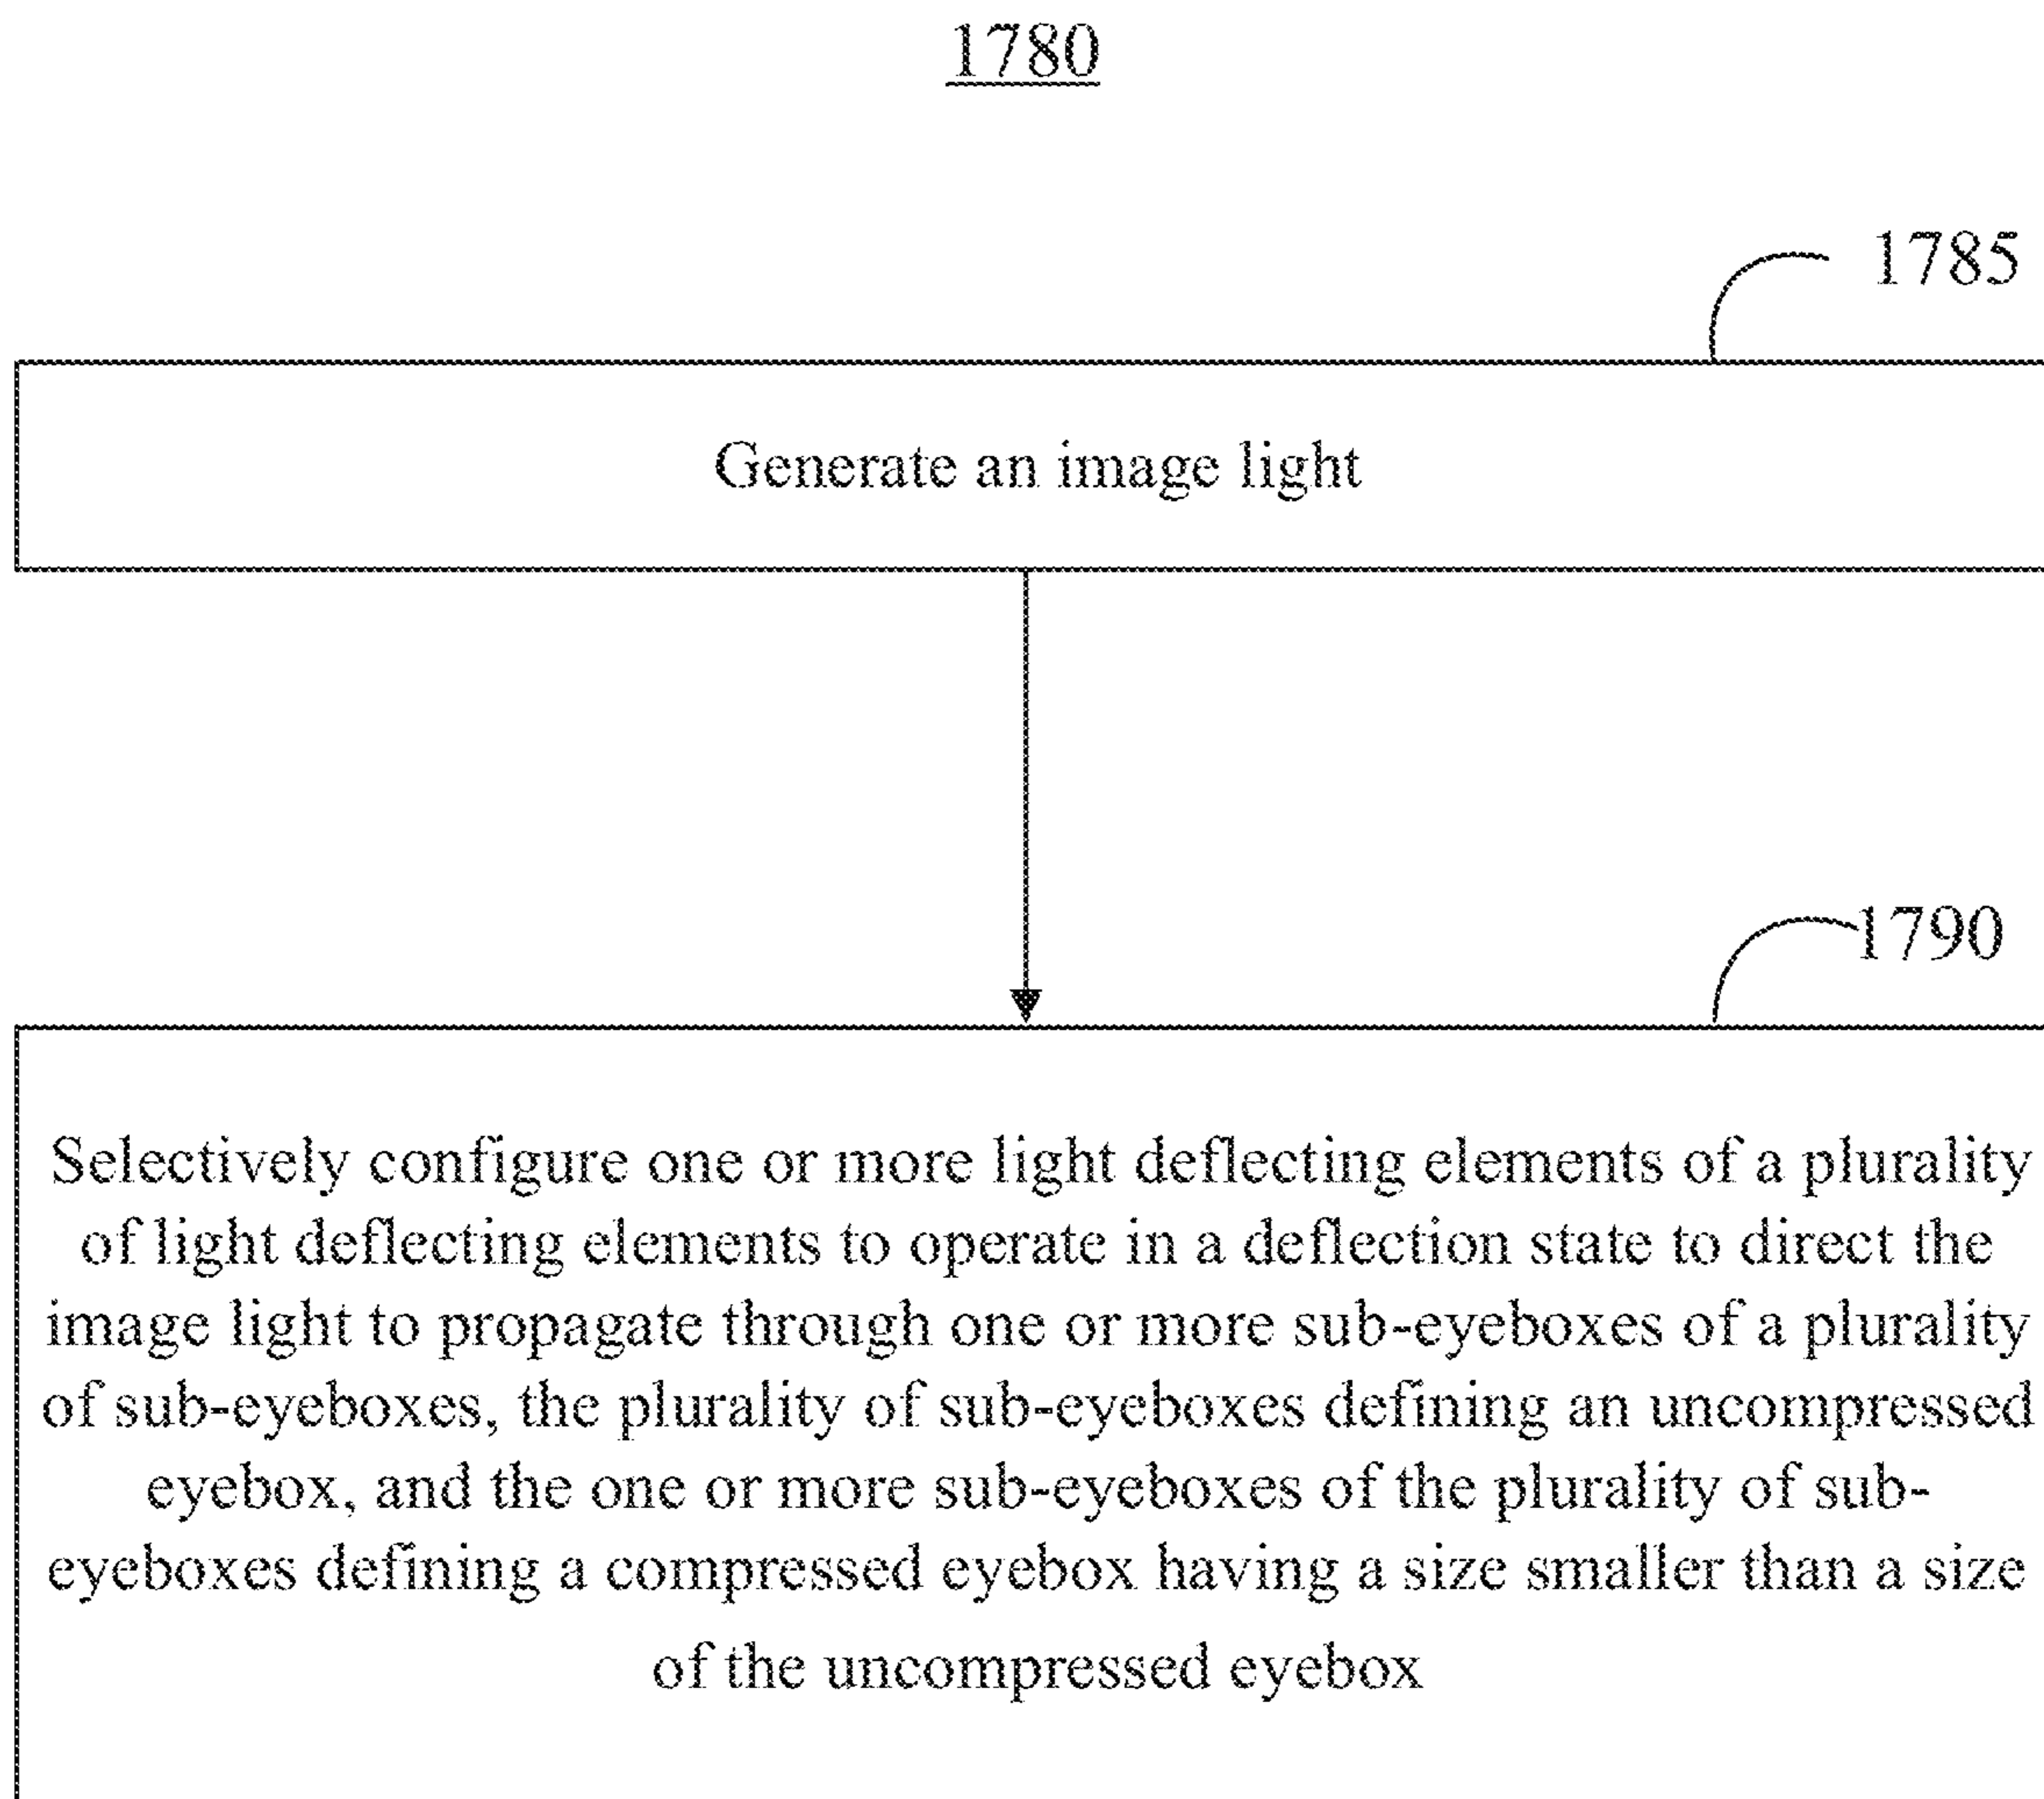 1780
1785
Generate an image light
1790
Selectively configure one or more light deflecting elements of a plurality
of light deflecting elements to operate in a deflection state to direct the
image light to propagate through one or more sub-eyeboxes of a plurality
of sub-eyeboxes, the plurality of sub-eyeboxes defining an uncompressed
eyebox, and the one or more sub-eyeboxes of the plurality of sub-
eyeboxes defining a compressed eyebox having a size smaller than a size
of the uncompressed eyebox